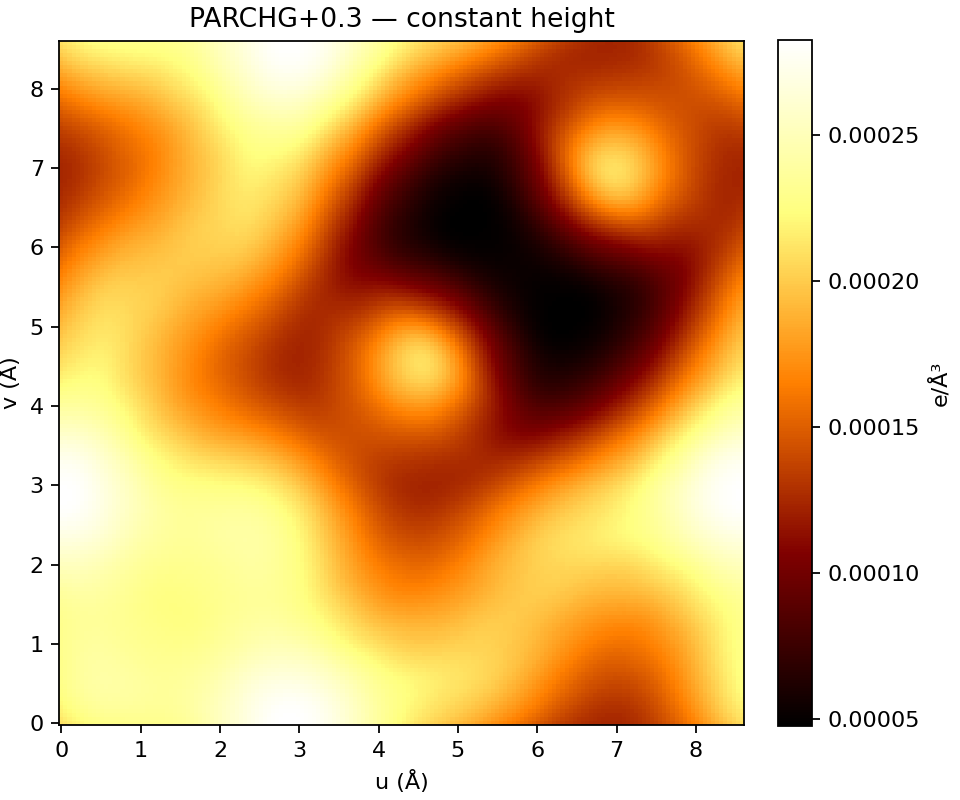 PARCHG+0.3 — constant height
8
7
6
5
4
3
2
1
0
v (Å)
0 1 2 3 4 5 6 7 8
u (Å)
0.00025
0.00020
0.00015
0.00010
0.00005
e/Å³